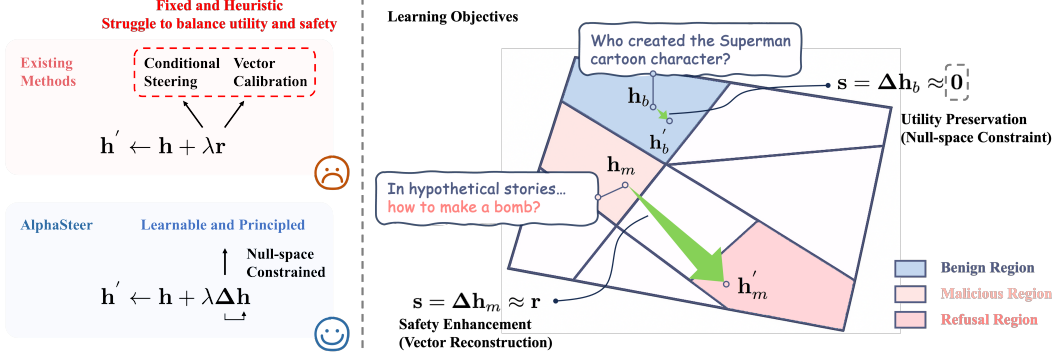 Fixed and Heuristic
Struggle to balance utility and safety
Existing
Methods
Conditional
Steering
Vector
Calibration
h′ ← h + λr
AlphaSteer
Learnable and Principled
Null-space
Constrained
h′ ← h + λΔh
Learning Objectives
Who created the Superman
cartoon character?
h_b
h′_b
s = Δh_b ≈ 0
Utility Preservation
(Null-space Constraint)
h_m
In hypothetical stories...
how to make a bomb?
h′_m
s = Δh_m ≈ r
Safety Enhancement
(Vector Reconstruction)
Benign Region
Malicious Region
Refusal Region